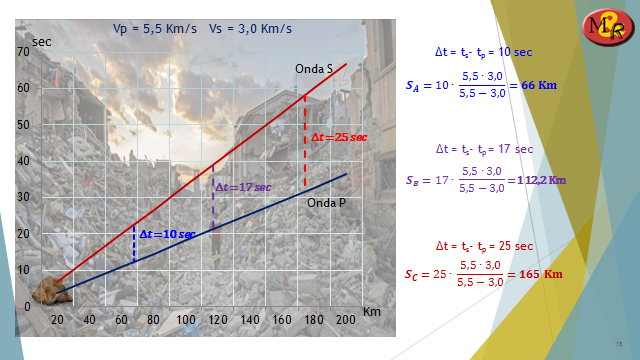 Vp = 5,5 Km/s Vs = 3,0 Km/s
sec
70
60
50
40
30
20
10
0
Onda S
Δt=25 sec
Δt=17 sec
Onda P
Δt=10 sec
20 40 60 80 100 120 140 160 180 200
Km
Δt = ts- tp = 10 sec
SA = 10 · 5,5 · 3,0 / 5,5 − 3,0 = 66 Km
Δt = ts- tp = 17 sec
SB = 17 · 5,5 · 3,0 / 5,5 − 3,0 =112,2 Km
Δt = ts- tp = 25 sec
SC = 25 · 5,5 · 3,0 / 5,5 − 3,0 = 165 Km
13